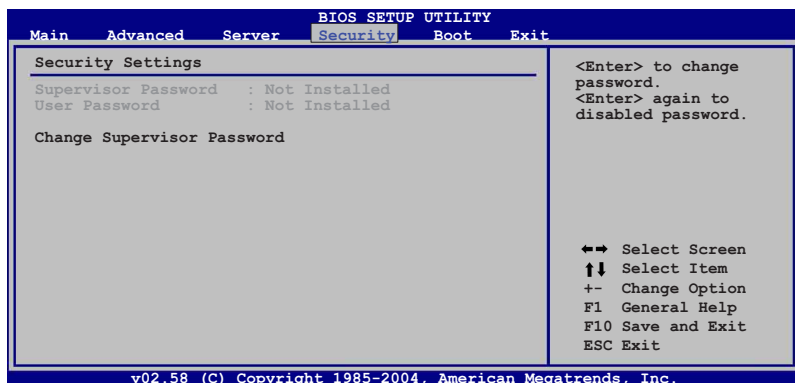 BIOS SETUP UTILITY
Main Advanced Server Security Boot Exit
Security Settings
Supervisor Password : Not Installed
User Password : Not Installed
Change Supervisor Password
<Enter> to change
password.
<Enter> again to
disabled password.
←→ Select Screen
↑↓ Select Item
+- Change Option
F1 General Help
F10 Save and Exit
ESC Exit
v02.58 (C) Copyright 1985-2004, American Megatrends, Inc.